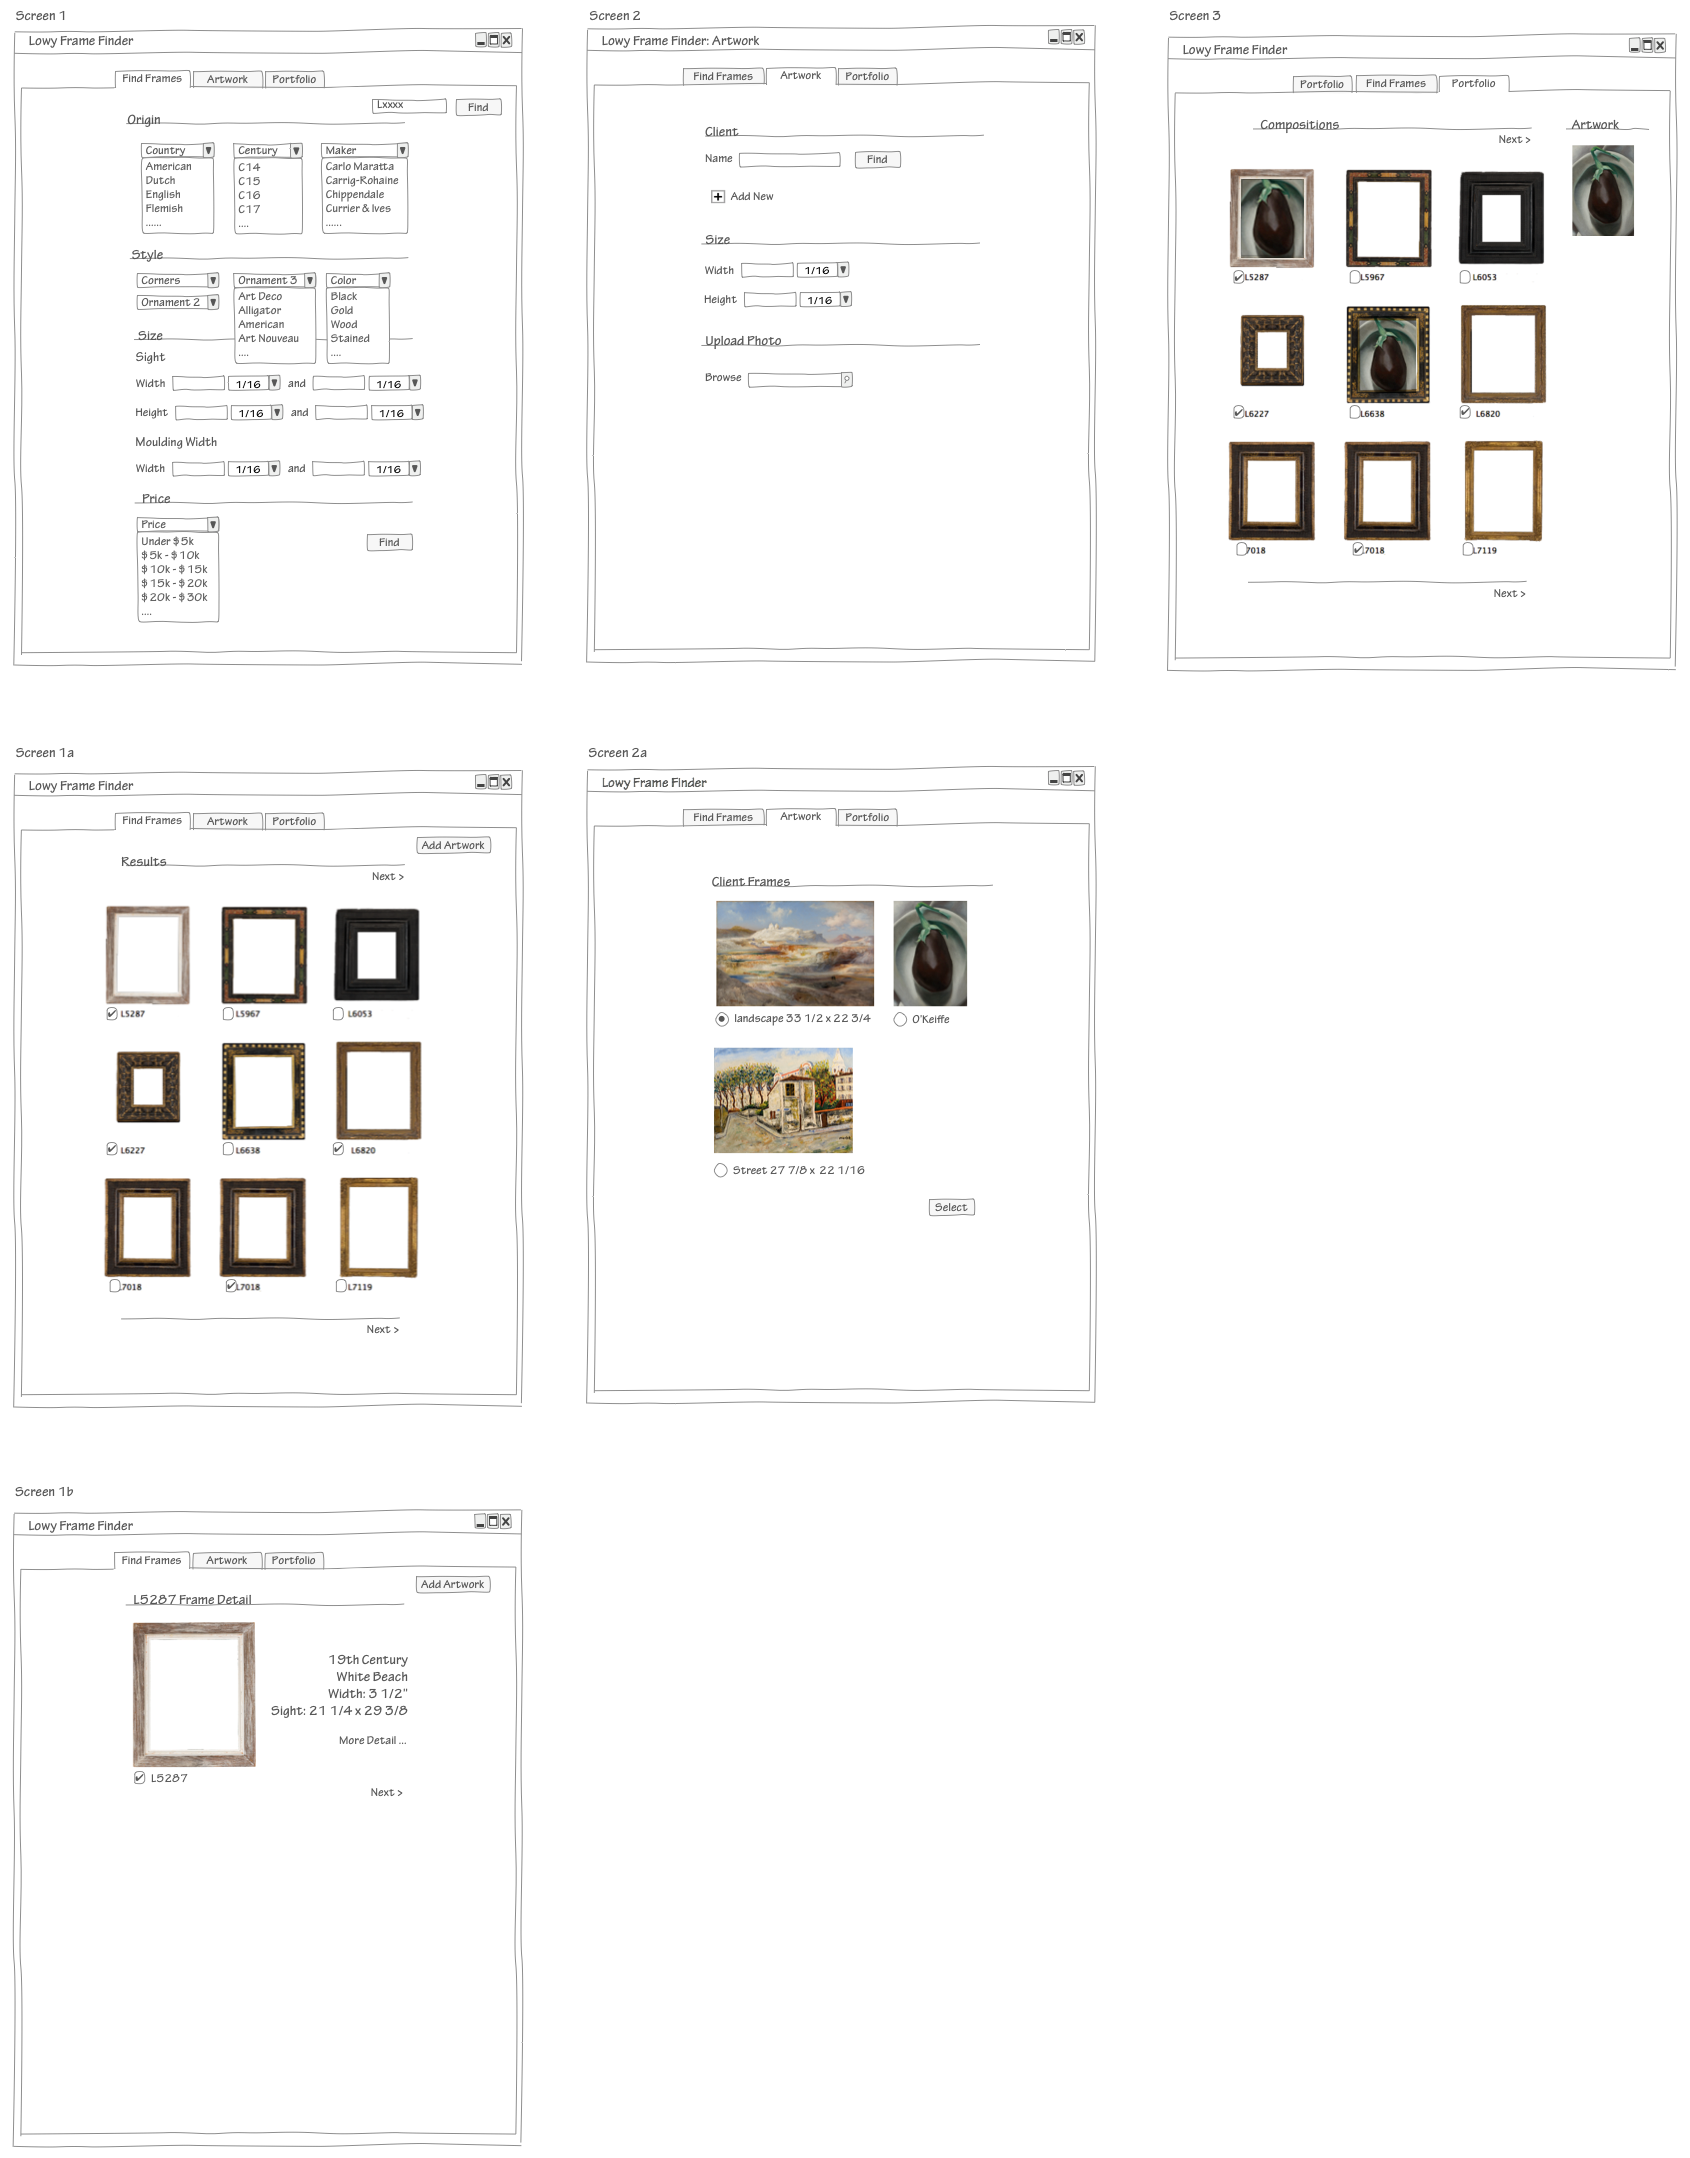 Screen 1
Lowy Frame Finder
Find Frames Artwork Portfolio
Lxxxx Find
Origin
Country Century Maker
American C14 Carlo Maratta
Dutch C15 Carrig-Rohaine
English C16 Chippendale
Flemish C17 Currier & Ives
...... .... ......
Style
Corners Ornament 3 Color
Ornament 2 Art Deco Black
Alligator Gold
American Wood
Art Nouveau Stained
.... ....
Size
Sight
Width 1/16 and 1/16
Height 1/16 and 1/16
Moulding Width
Width 1/16 and 1/16
Price
Price
Under $5k
$5k - $10k
$10k - $15k
$15k - $20k
$20k - $30k
....
Find
Screen 2
Lowy Frame Finder: Artwork
Find Frames Artwork Portfolio
Client
Name Find
Add New
Size
Width 1/16
Height 1/16
Upload Photo
Browse
Screen 3
Lowy Frame Finder
Portfolio Find Frames Portfolio
Compositions Artwork
Next >
L5287 L5967 L6053
L6227 L6638 L6820
7018 L7018 L7119
Next >
Screen 1a
Lowy Frame Finder
Find Frames Artwork Portfolio
Add Artwork
Results
Next >
L5287 L5967 L6053
L6227 L6638 L6820
L7018 L7018 L7119
Next >
Screen 2a
Lowy Frame Finder
Find Frames Artwork Portfolio
Client Frames
landscape 33 1/2 x 22 3/4 O'Keiffe
Street 27 7/8 x 22 1/16
Select
Screen 1b
Lowy Frame Finder
Find Frames Artwork Portfolio
Add Artwork
L5287 Frame Detail
19th Century
White Beach
Width: 3 1/2"
Sight: 21 1/4 x 29 3/8
More Detail ...
L5287
Next >